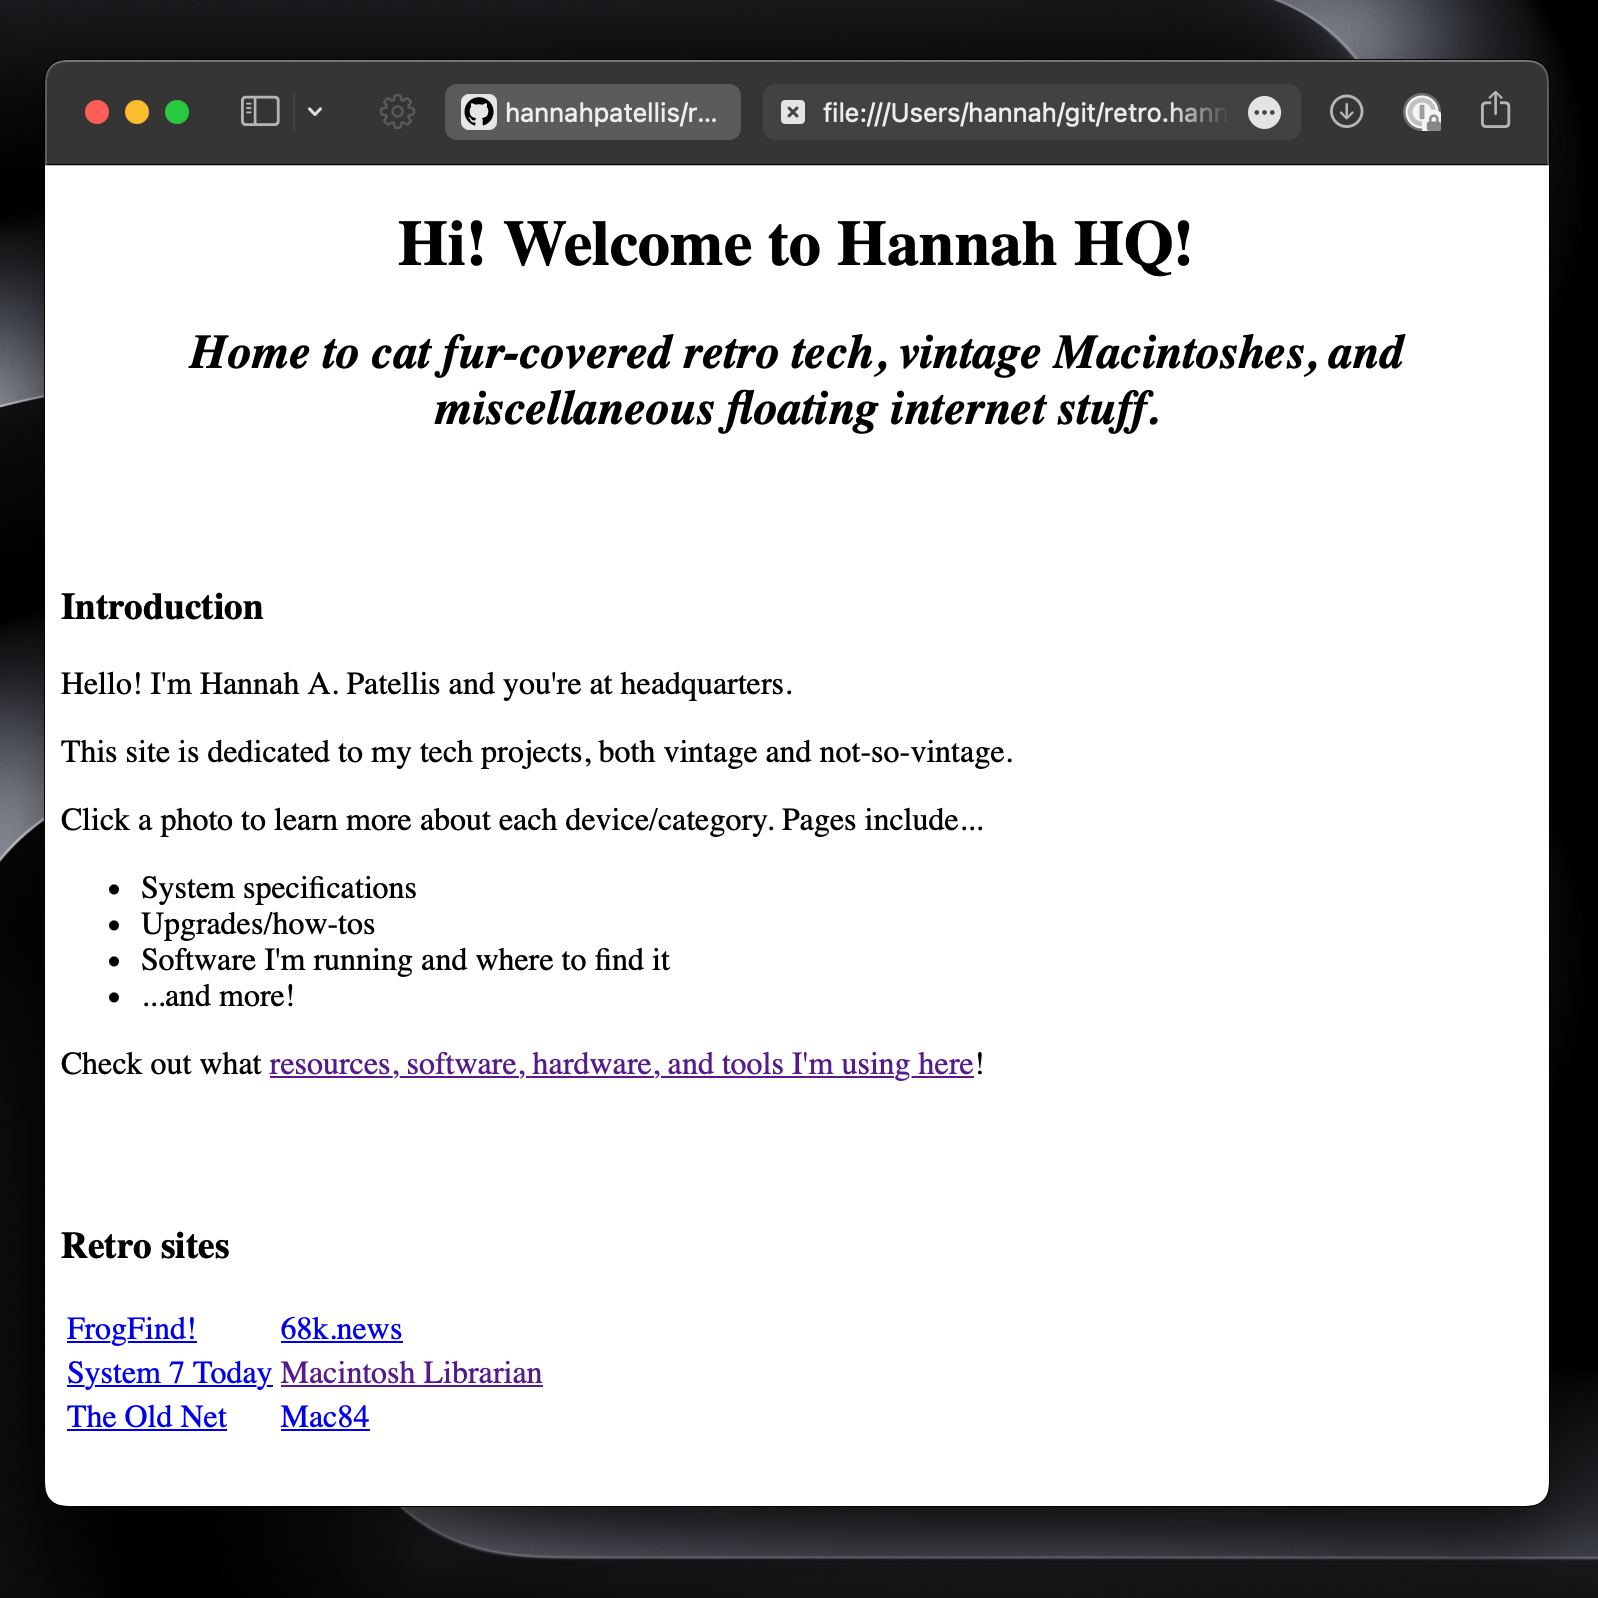 hannahpatellis/r...
file:///Users/hannah/git/retro.hann
Hi! Welcome to Hannah HQ!
Home to cat fur-covered retro tech, vintage Macintoshes, and
miscellaneous floating internet stuff.
Introduction
Hello! I'm Hannah A. Patellis and you're at headquarters.
This site is dedicated to my tech projects, both vintage and not-so-vintage.
Click a photo to learn more about each device/category. Pages include...
• System specifications
• Upgrades/how-tos
• Software I'm running and where to find it
• ...and more!
Check out what resources, software, hardware, and tools I'm using here!
Retro sites
FrogFind! 68k.news
System 7 Today Macintosh Librarian
The Old Net Mac84